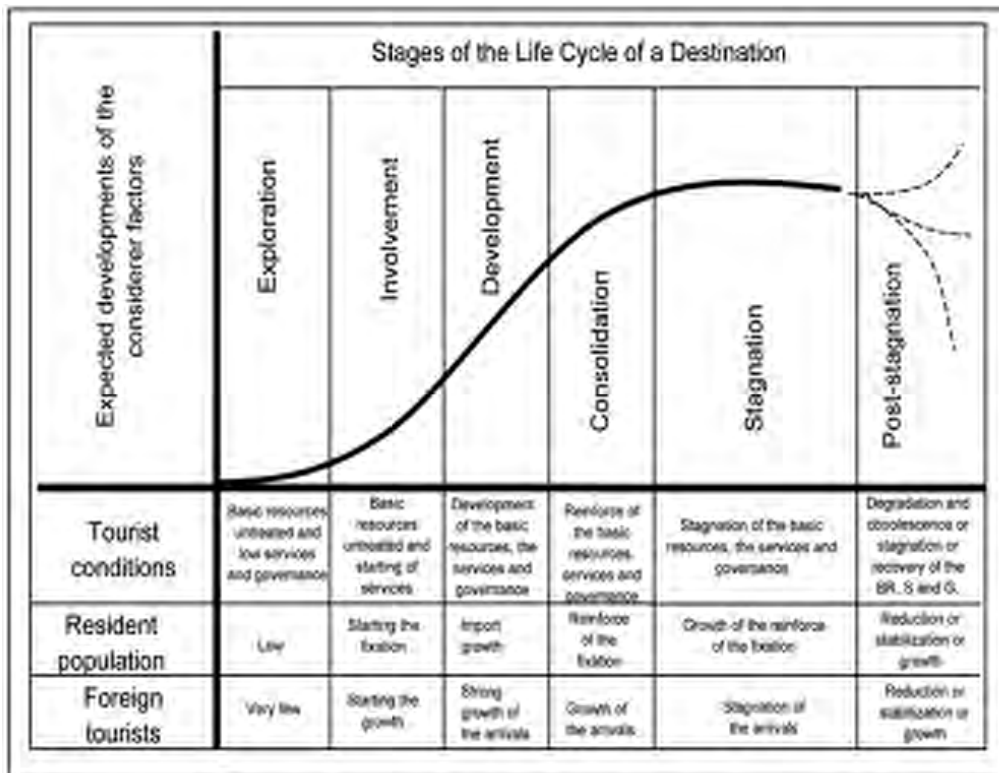 Stages of the Life Cycle of a Destination
Expected developments of the
considerer factors
Exploration
Involvement
Development
Consolidation
Stagnation
Post-stagnation
Tourist
conditions
Basic resources
untreated and
low services
and governance
Basic
resources
untreated and
starting of
services
Development
of the basic
resources, the
services and
governance
Reinforce of
the basic
resources
services and
governance
Stagnation of the basic
resources, the services and
governance
Degradation and
obsolescence or
stagnation or
recovery of the
BR, S and G.
Resident
population
Low
Starting the
fixation
Import
growth
Reinforce
of the
fixation
Growth of the reinforce
of the fixation
Reduction or
stabilization or
growth
Foreign
tourists
Very few
Starting the
growth
Strong
growth of
the arrivals
Growth of
the arrivals
Stagnation of
the arrivals
Reduction or
stabilization or
growth